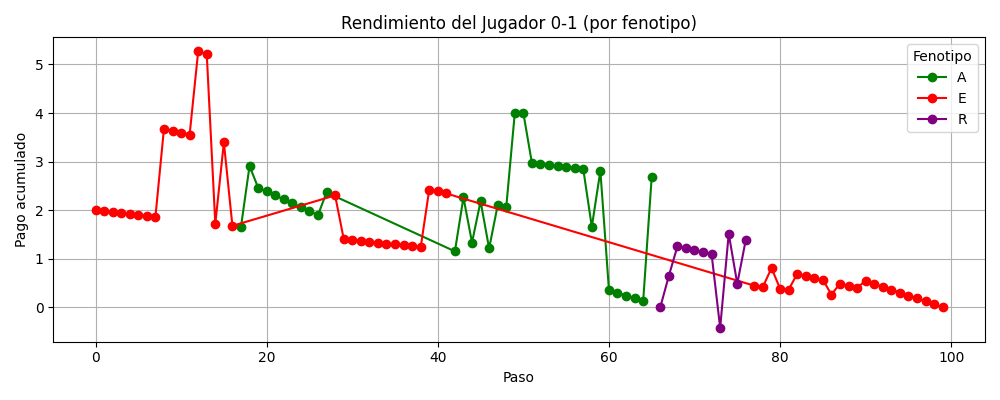 Rendimiento del Jugador 0-1 (por fenotipo)
Pago acumulado
5
4
3
2
1
0
0 20 40 60 80 100
Paso
Fenotipo
A
E
R